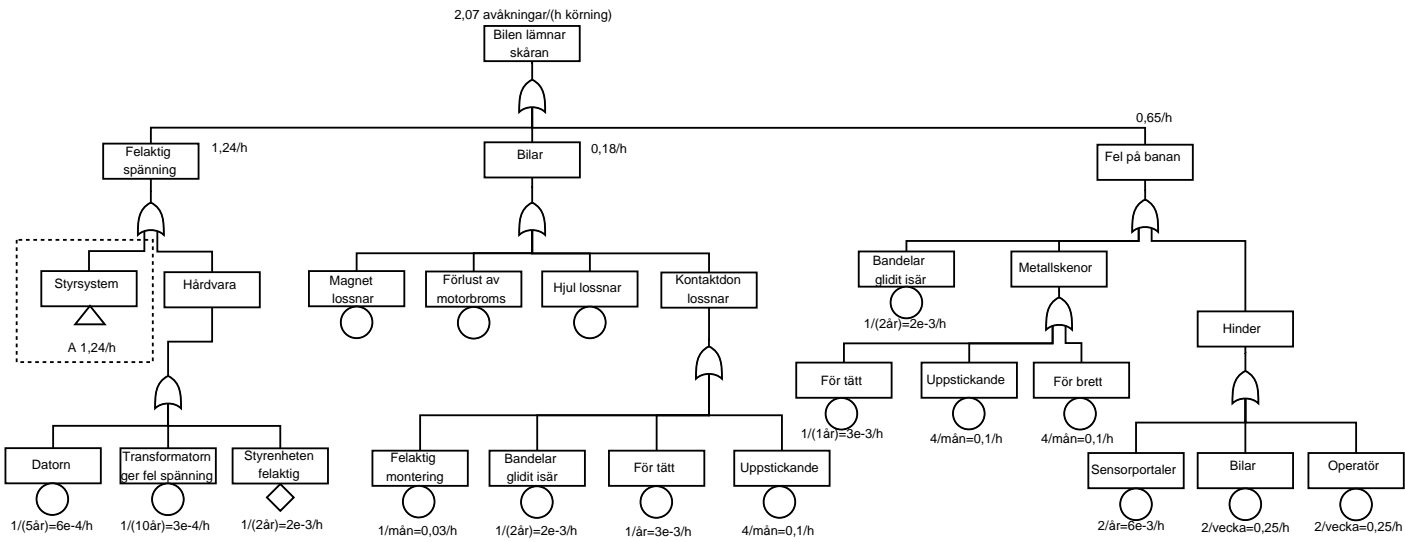 2,07 avåkningar/(h körning)
Bilen lämnar
skåran
0,65/h
Felaktig
spänning
1,24/h
Bilar
0,18/h
Fel på banan
Styrsystem
A 1,24/h
Hårdvara
Magnet
lossnar
Förlust av
motorbroms
Hjul lossnar
Kontaktdon
lossnar
Bandelar
glidit isär
1/(2år)=2e-3/h
Metallskenor
Hinder
För tätt
1/(1år)=3e-3/h
Uppstickande
4/mån=0,1/h
För brett
4/mån=0,1/h
Datorn
1/(5år)=6e-4/h
Transformatorn
ger fel spänning
1/(10år)=3e-4/h
Styrenheten
felaktig
1/(2år)=2e-3/h
Felaktig
montering
1/mån=0,03/h
Bandelar
glidit isär
1/(2år)=2e-3/h
För tätt
1/år=3e-3/h
Uppstickande
4/mån=0,1/h
Sensorportaler
2/år=6e-3/h
Bilar
2/vecka=0,25/h
Operatör
2/vecka=0,25/h